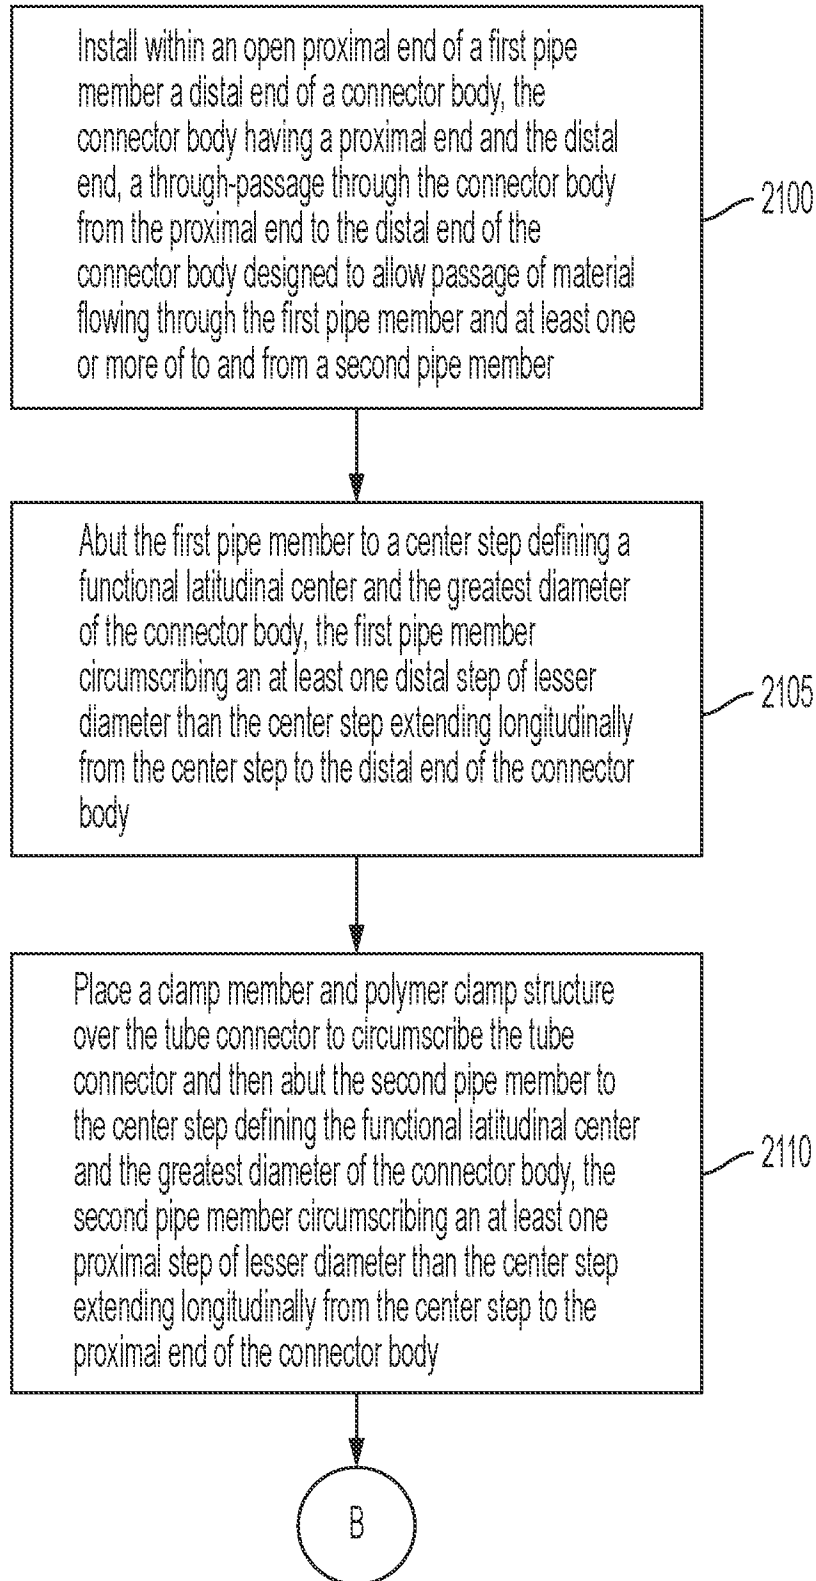 Install within an open proximal end of a first pipe
member a distal end of a connector body, the
connector body having a proximal end and the distal
end, a through-passage through the connector body
from the proximal end to the distal end of the
connector body designed to allow passage of material
flowing through the first pipe member and at least one
or more of to and from a second pipe member
2100
Abut the first pipe member to a center step defining a
functional latitudinal center and the greatest diameter
of the connector body, the first pipe member
circumscribing an at least one distal step of lesser
diameter than the center step extending longitudinally
from the center step to the distal end of the connector
body
2105
Place a clamp member and polymer clamp structure
over the tube connector to circumscribe the tube
connector and then abut the second pipe member to
the center step defining the functional latitudinal center
and the greatest diameter of the connector body, the
second pipe member circumscribing an at least one
proximal step of lesser diameter than the center step
extending longitudinally from the center step to the
proximal end of the connector body
2110
B